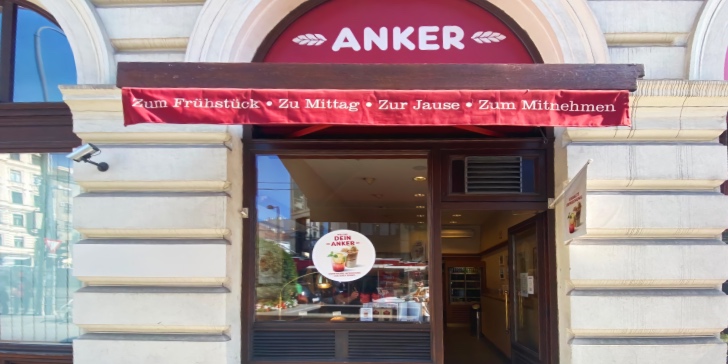 ANKER
Zum Frühstück • Zu Mittag • Zur Jause • Zum Mitnehmen
DEIN
ANKER